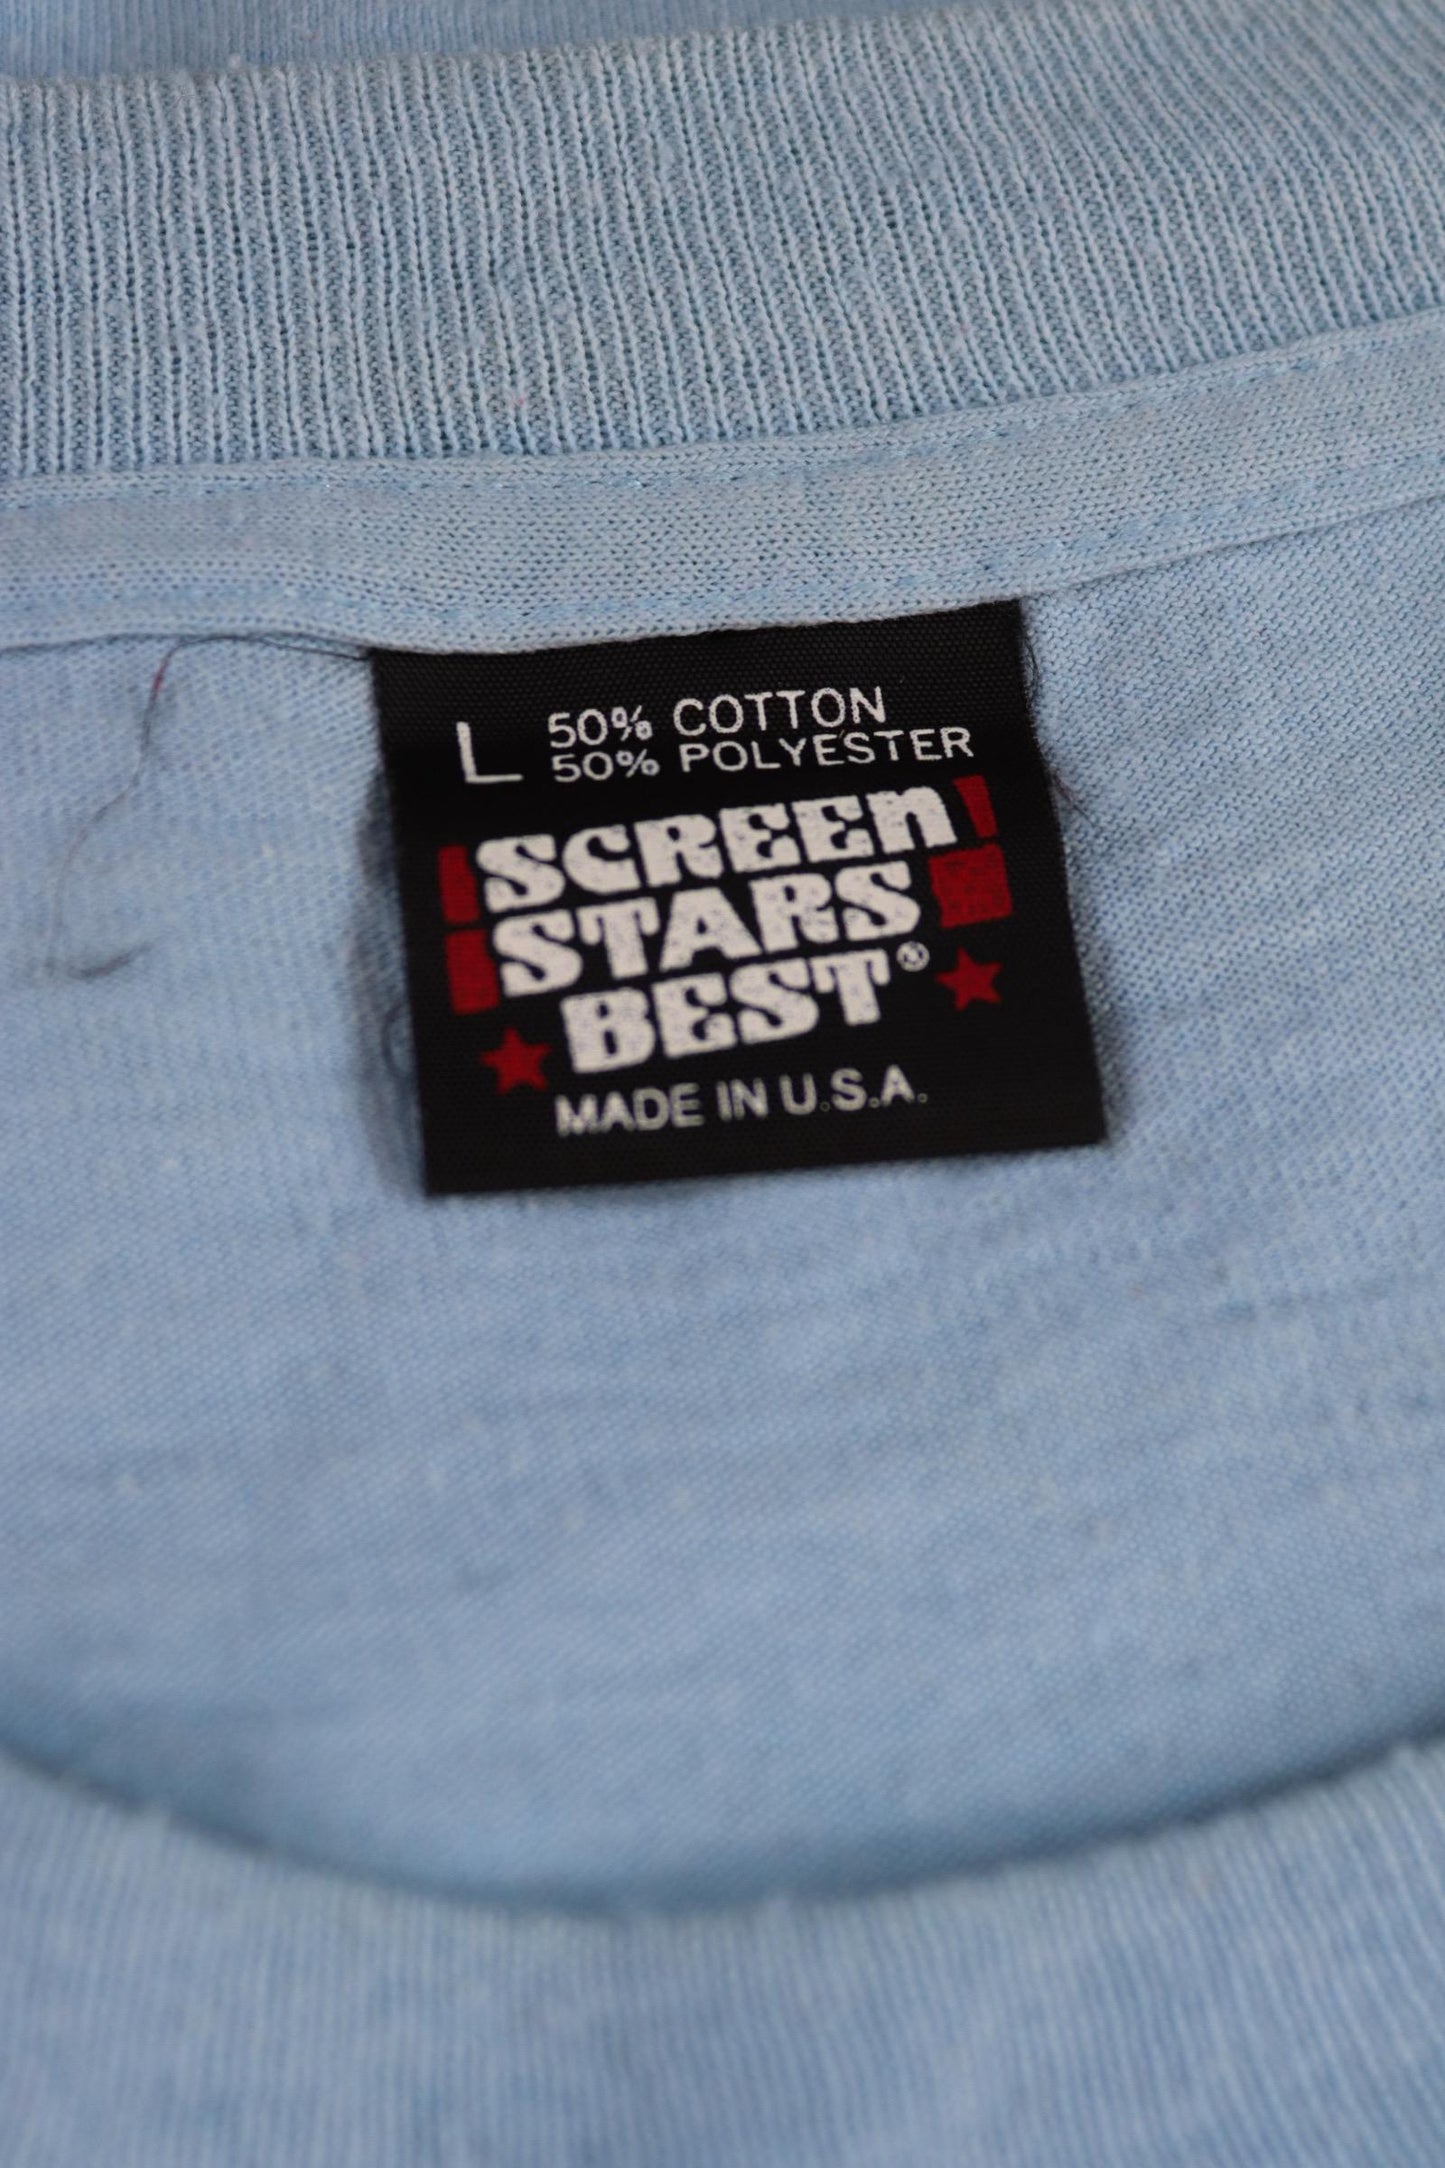 L 50% COTTON
50% POLYESTER
SCREEn
STARS
BEST®
MADE IN U.S.A.